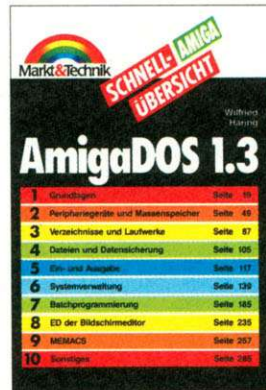 Markt&Technik
SCHNELL-
AMIGA
ÜBERSICHT
Wilfried
Häring
AmigaDOS 1.3
1 Grundlagen Seite 19
2 Peripheriegeräte und Massenspeicher Seite 49
3 Verzeichnisse und Laufwerke Seite 87
4 Dateien und Datensicherung Seite 105
5 Ein- und Ausgabe Seite 117
6 Systemverwaltung Seite 139
7 Batchprogrammierung Seite 185
8 ED der Bildschirmeditor Seite 235
9 MEMACS Seite 257
10 Sonstiges Seite 285